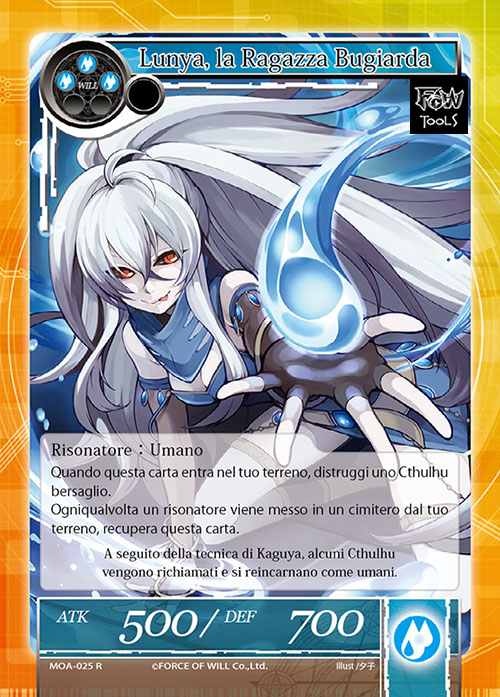 Lunya, la Ragazza Bugiarda
WILL
FOW
TOOLS
Risonatore : Umano
Quando questa carta entra nel tuo terreno, distruggi uno Cthulhu
bersaglio.
Ogniqualvolta un risonatore viene messo in un cimitero dal tuo
terreno, recupera questa carta.
A seguito della tecnica di Kaguya, alcuni Cthulhu
vengono richiamati e si reincarnano come umani.
ATK 500 / DEF 700
MOA-025 R ©FORCE OF WILL Co.,Ltd. Illust/夕子